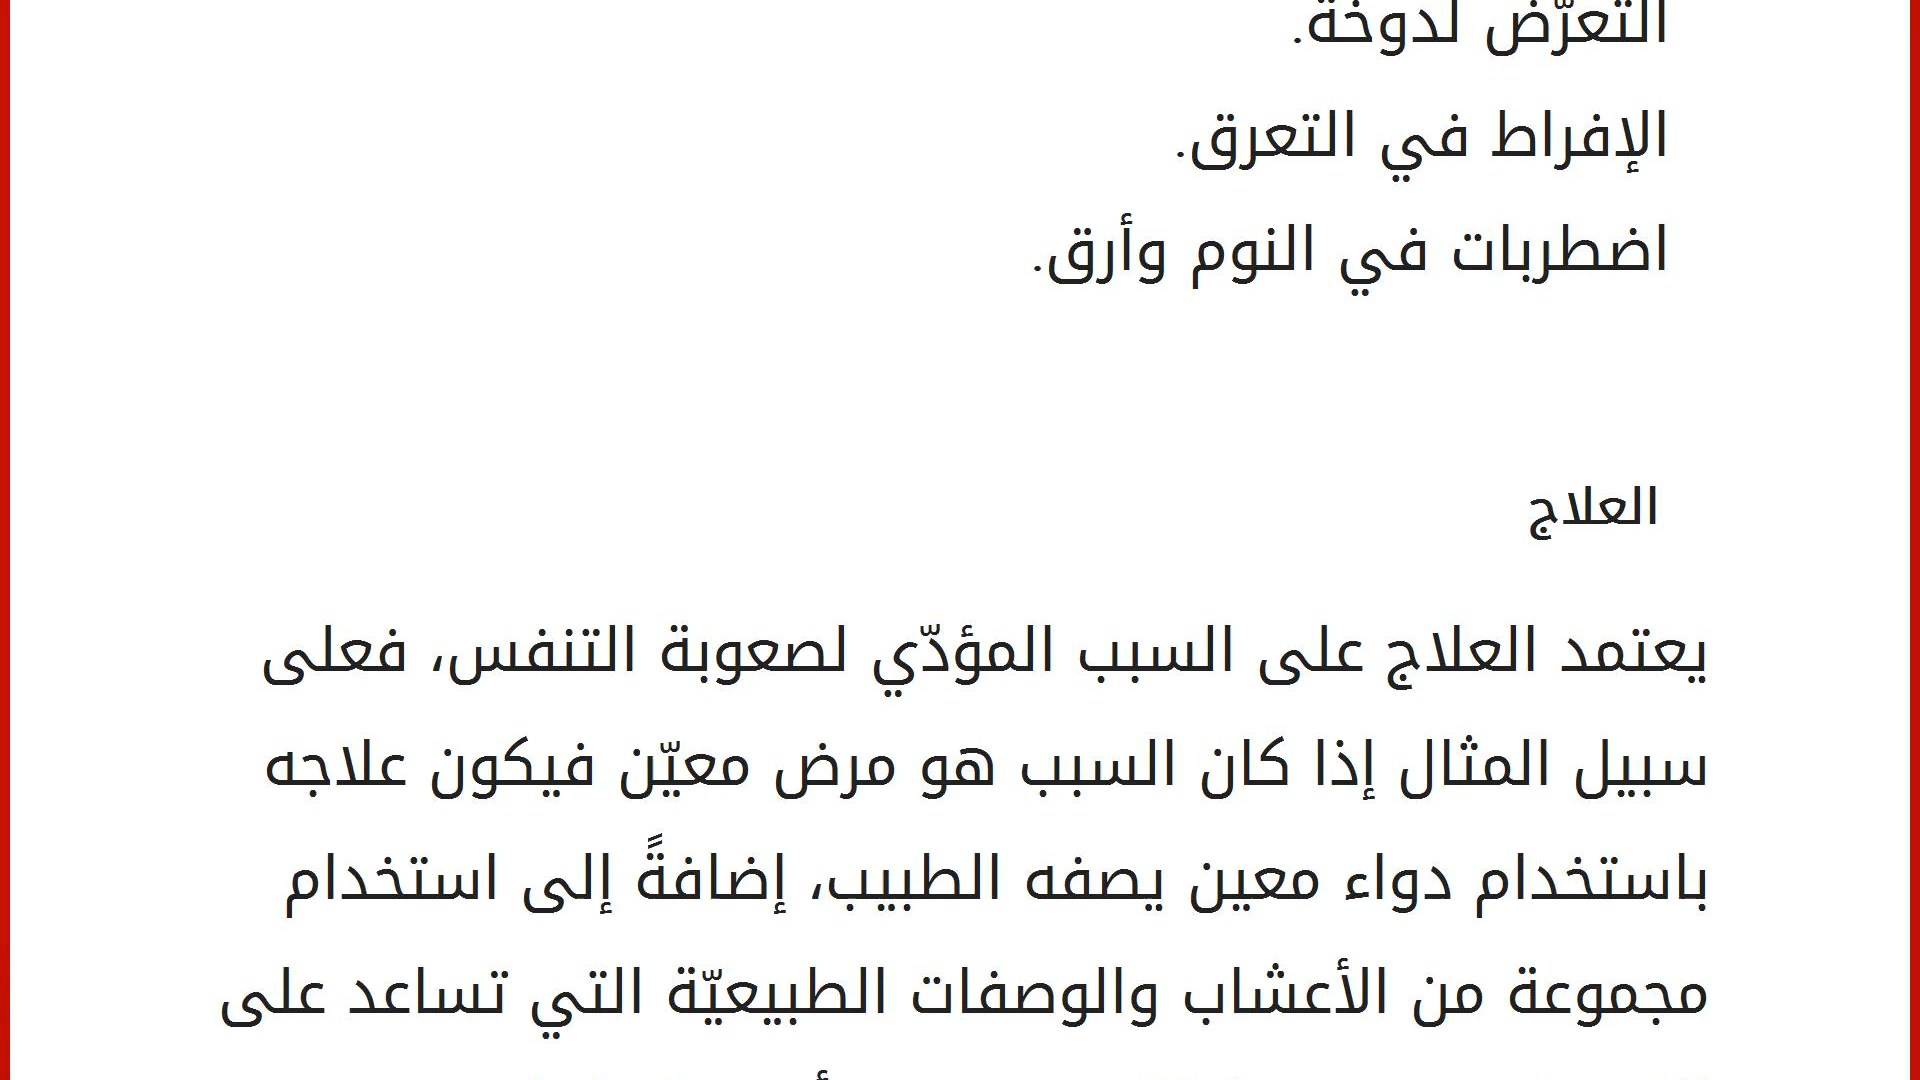 التعرّض لدوخة.
الإفراط في التعرق.
اضطربات في النوم وأرق.
العلاج
يعتمد العلاج على السبب المؤدّي لصعوبة التنفس، فعلى
سبيل المثال إذا كان السبب هو مرض معيّن فيكون علاجه
باستخدام دواء معين يصفه الطبيب، إضافةً إلى استخدام
مجموعة من الأعشاب والوصفات الطبيعيّة التي تساعد على